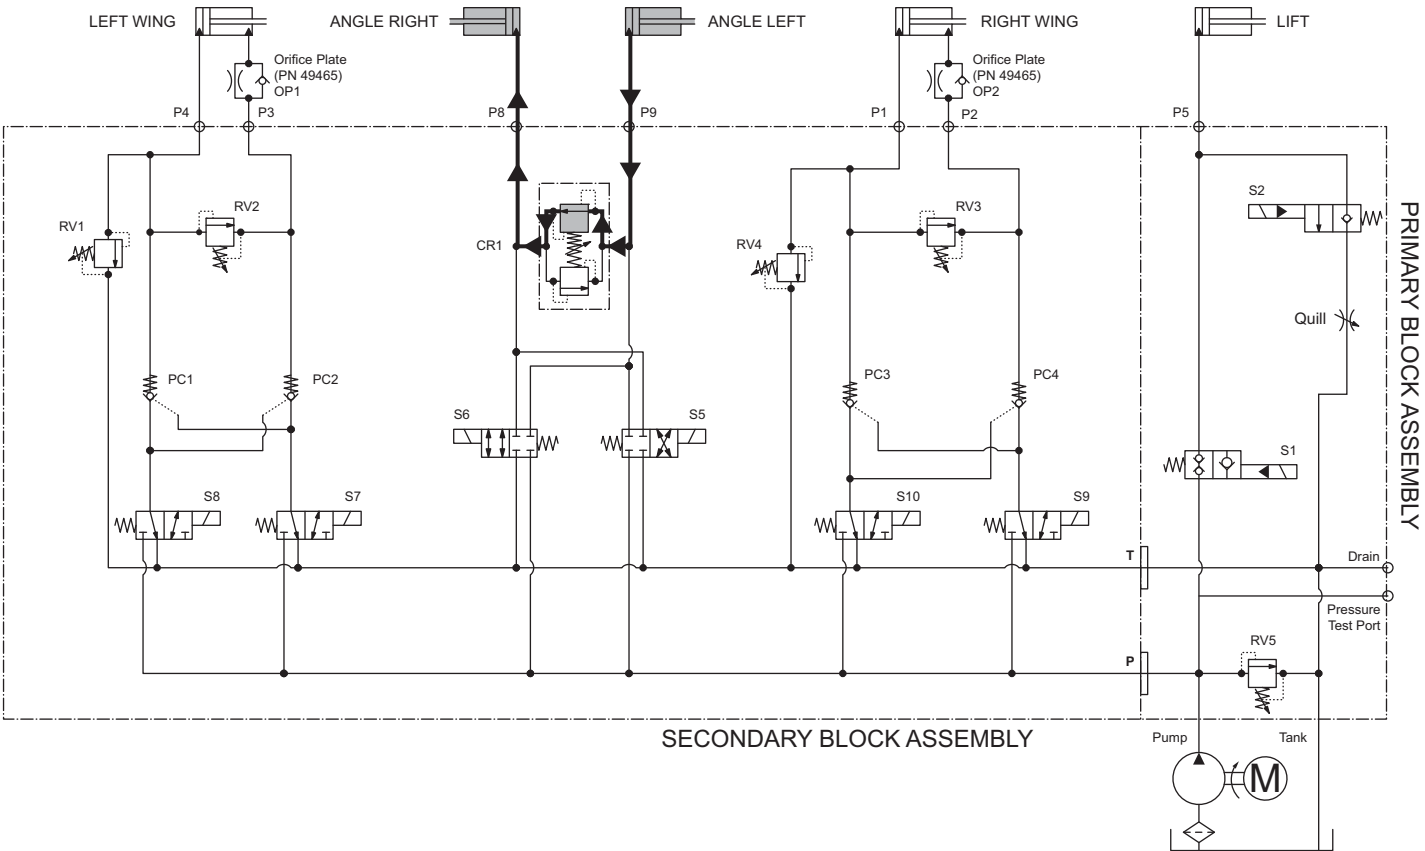 LEFT WING
ANGLE RIGHT
ANGLE LEFT
RIGHT WING
LIFT
Orifice Plate
(PN 49465)
OP1
Orifice Plate
(PN 49465)
OP2
P4
P3
P8
P9
P1
P2
P5
RV1
RV2
CR1
RV4
RV3
S2
Quill
PC1
PC2
PC3
PC4
S6
S5
S1
S8
S7
S10
S9
T
Drain
Pressure
Test Port
P
RV5
SECONDARY BLOCK ASSEMBLY
PRIMARY BLOCK ASSEMBLY
Pump
Tank
M